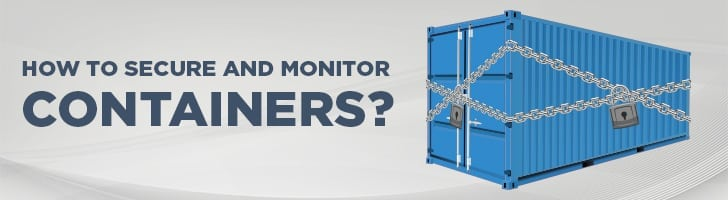 HOW TO SECURE AND MONITOR
CONTAINERS?